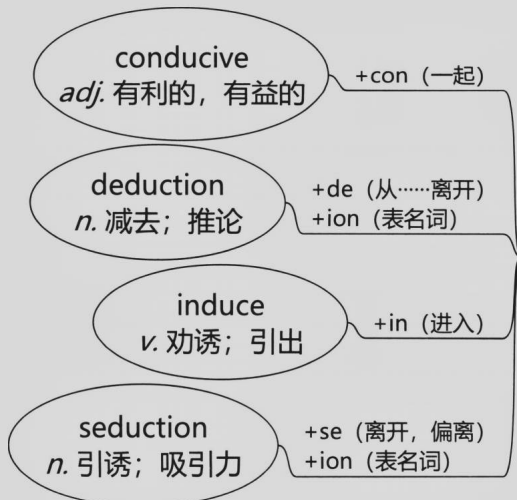 conducive
adj. 有利的，有益的
+con（一起）
deduction
n. 减去；推论
+de（从……离开）
+ion（表名词）
induce
v. 劝诱；引出
+in（进入）
seduction
n. 引诱；吸引力
+se（离开，偏离）
+ion（表名词）